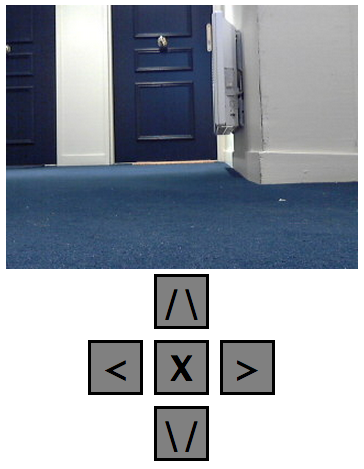 / \
< X >
\ /